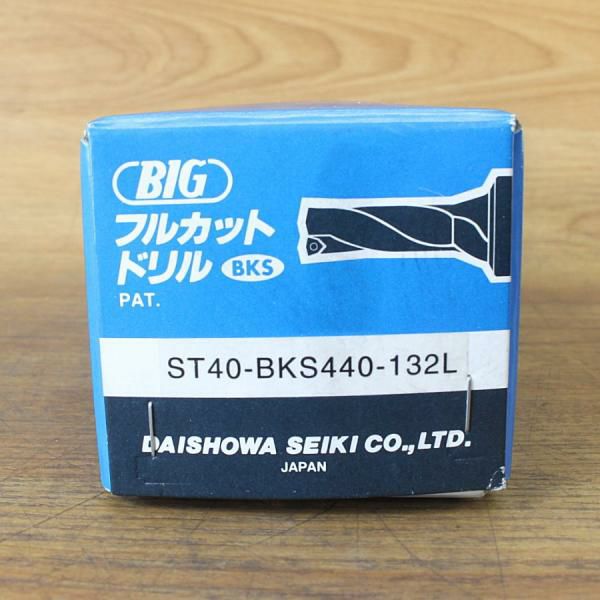 BIG
フルカット
ドリル BKS
PAT.
ST40-BKS440-132L
DAISHOWA SEIKI CO.,LTD.
JAPAN